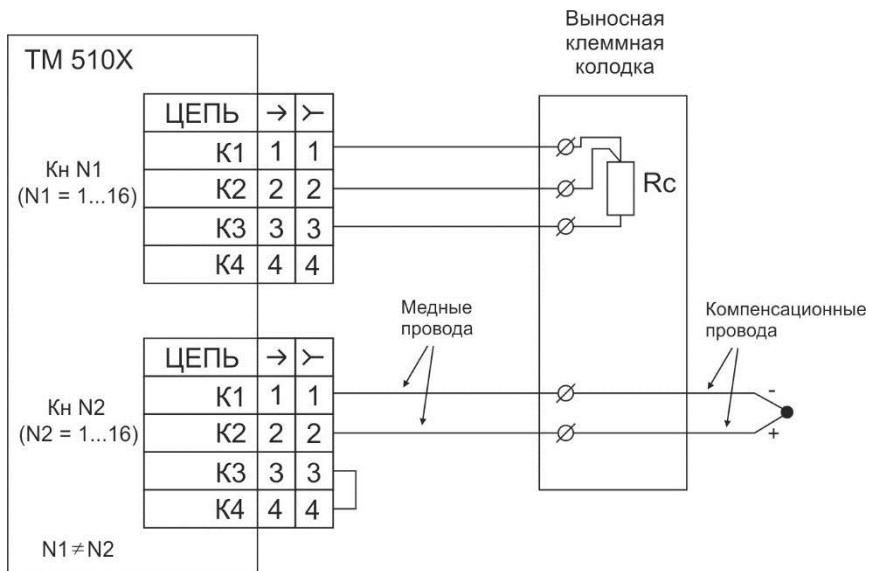 Выносная
клеммная
колодка
ТМ 510Х
ЦЕПЬ → ≻
К1 1 1
К2 2 2
К3 3 3
К4 4 4
Кн N1
(N1 = 1...16)
Rc
Медные
провода
Компенсационные
провода
ЦЕПЬ → ≻
К1 1 1
К2 2 2
К3 3 3
К4 4 4
Кн N2
(N2 = 1...16)
-
+
N1≠N2